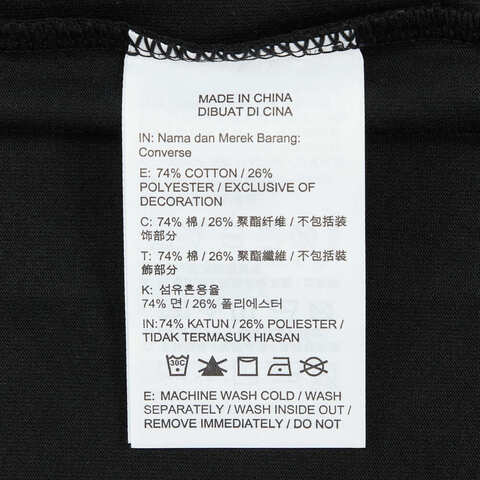 MADE IN CHINA
DIBUAT DI CINA
IN: Nama dan Merek Barang:
Converse
E: 74% COTTON / 26%
POLYESTER / EXCLUSIVE OF
DECORATION
C: 74% 棉 / 26% 聚酯纤维 / 不包括装
饰部分
T: 74% 棉 / 26% 聚酯纖維 / 不包括裝
飾部分
K: 섬유혼용율
74% 면 / 26% 폴리에스터
IN: 74% KATUN / 26% POLIESTER /
TIDAK TERMASUK HIASAN
30C
E: MACHINE WASH COLD / WASH
SEPARATELY / WASH INSIDE OUT /
REMOVE IMMEDIATELY / DO NOT